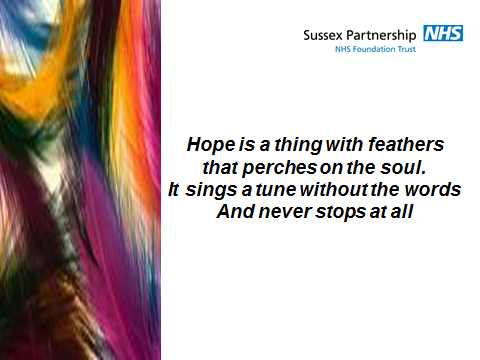 Sussex Partnership NHS
NHS Foundation Trust
Hope is a thing with feathers
that perches on the soul.
It sings a tune without the words
And never stops at all